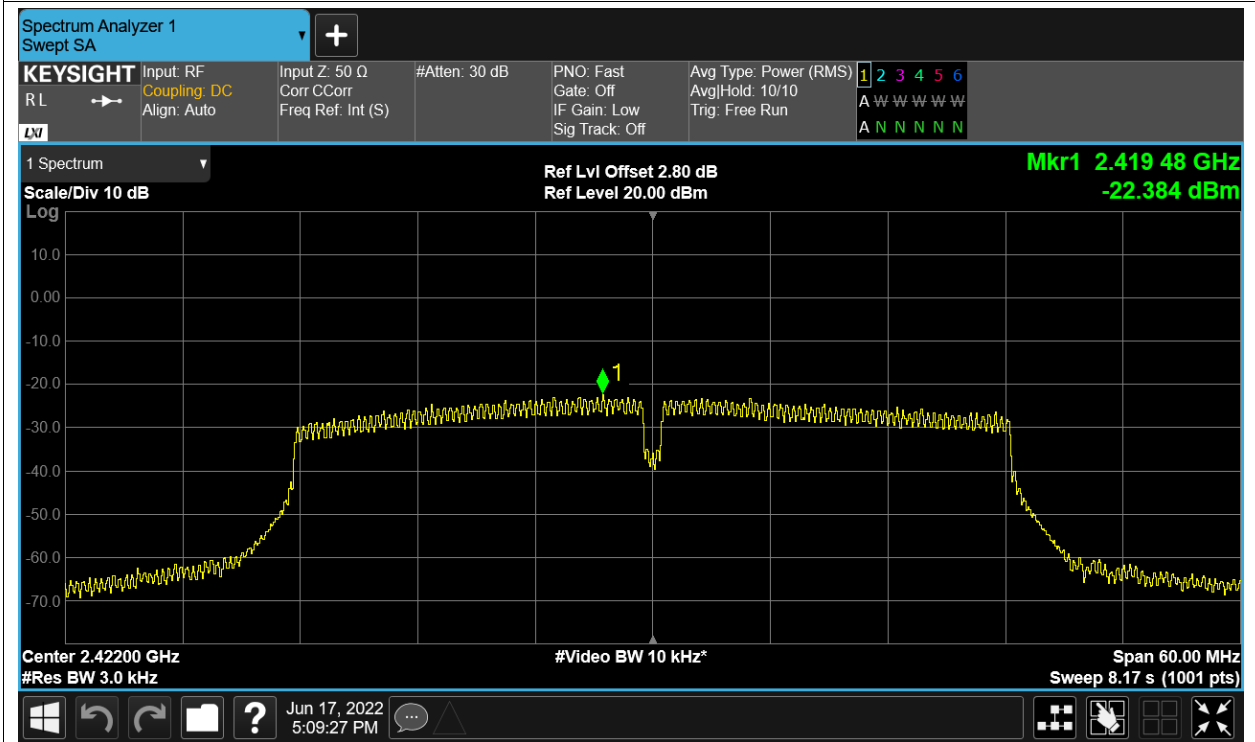 Spectrum Analyzer 1
Swept SA
+
KEYSIGHT
R L
LXI
Input: RF
Coupling: DC
Align: Auto
Input Z: 50 Ω
Corr CCorr
Freq Ref: Int (S)
#Atten: 30 dB
PNO: Fast
Gate: Off
IF Gain: Low
Sig Track: Off
Avg Type: Power (RMS)
Avg|Hold: 10/10
Trig: Free Run
1 2 3 4 5 6
A W W W W W
A N N N N N
1 Spectrum
Scale/Div 10 dB
Log
Ref Lvl Offset 2.80 dB
Ref Level 20.00 dBm
Mkr1 2.419 48 GHz
-22.384 dBm
10.0
0.00
-10.0
-20.0
-30.0
-40.0
-50.0
-60.0
-70.0
1
Center 2.42200 GHz
#Res BW 3.0 kHz
#Video BW 10 kHz*
Span 60.00 MHz
Sweep 8.17 s (1001 pts)
?
Jun 17, 2022
5:09:27 PM